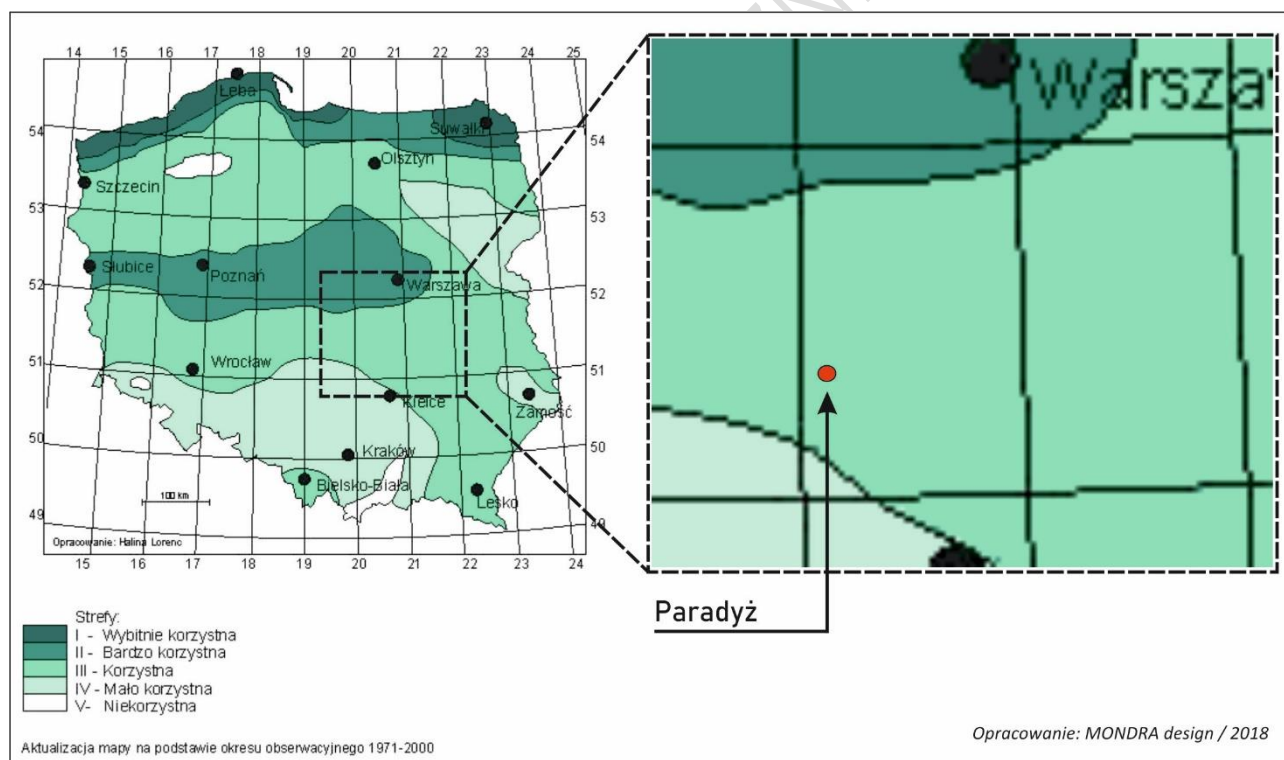 14 15 16 17 18 19 20 21 22 23 24 25
Łeba
54
Suwałki
54
Olsztyn
Szczecin
53
53
Słubice
Poznań
Warszawa
52
52
Wrocław
51
51
Kielce
Zamość
50
Kraków
50
Bielsko-Biała
Lesko
100 km
49
49
Opracowanie: Halina Lorenc
15 16 17 18 19 20 21 22 23 24
Warsza
Paradyż
Strefy:
I - Wybitnie korzystna
II - Bardzo korzystna
III - Korzystna
IV - Mało korzystna
V- Niekorzystna
Aktualizacja mapy na podstawie okresu obserwacyjnego 1971-2000
Opracowanie: MONDRA design / 2018